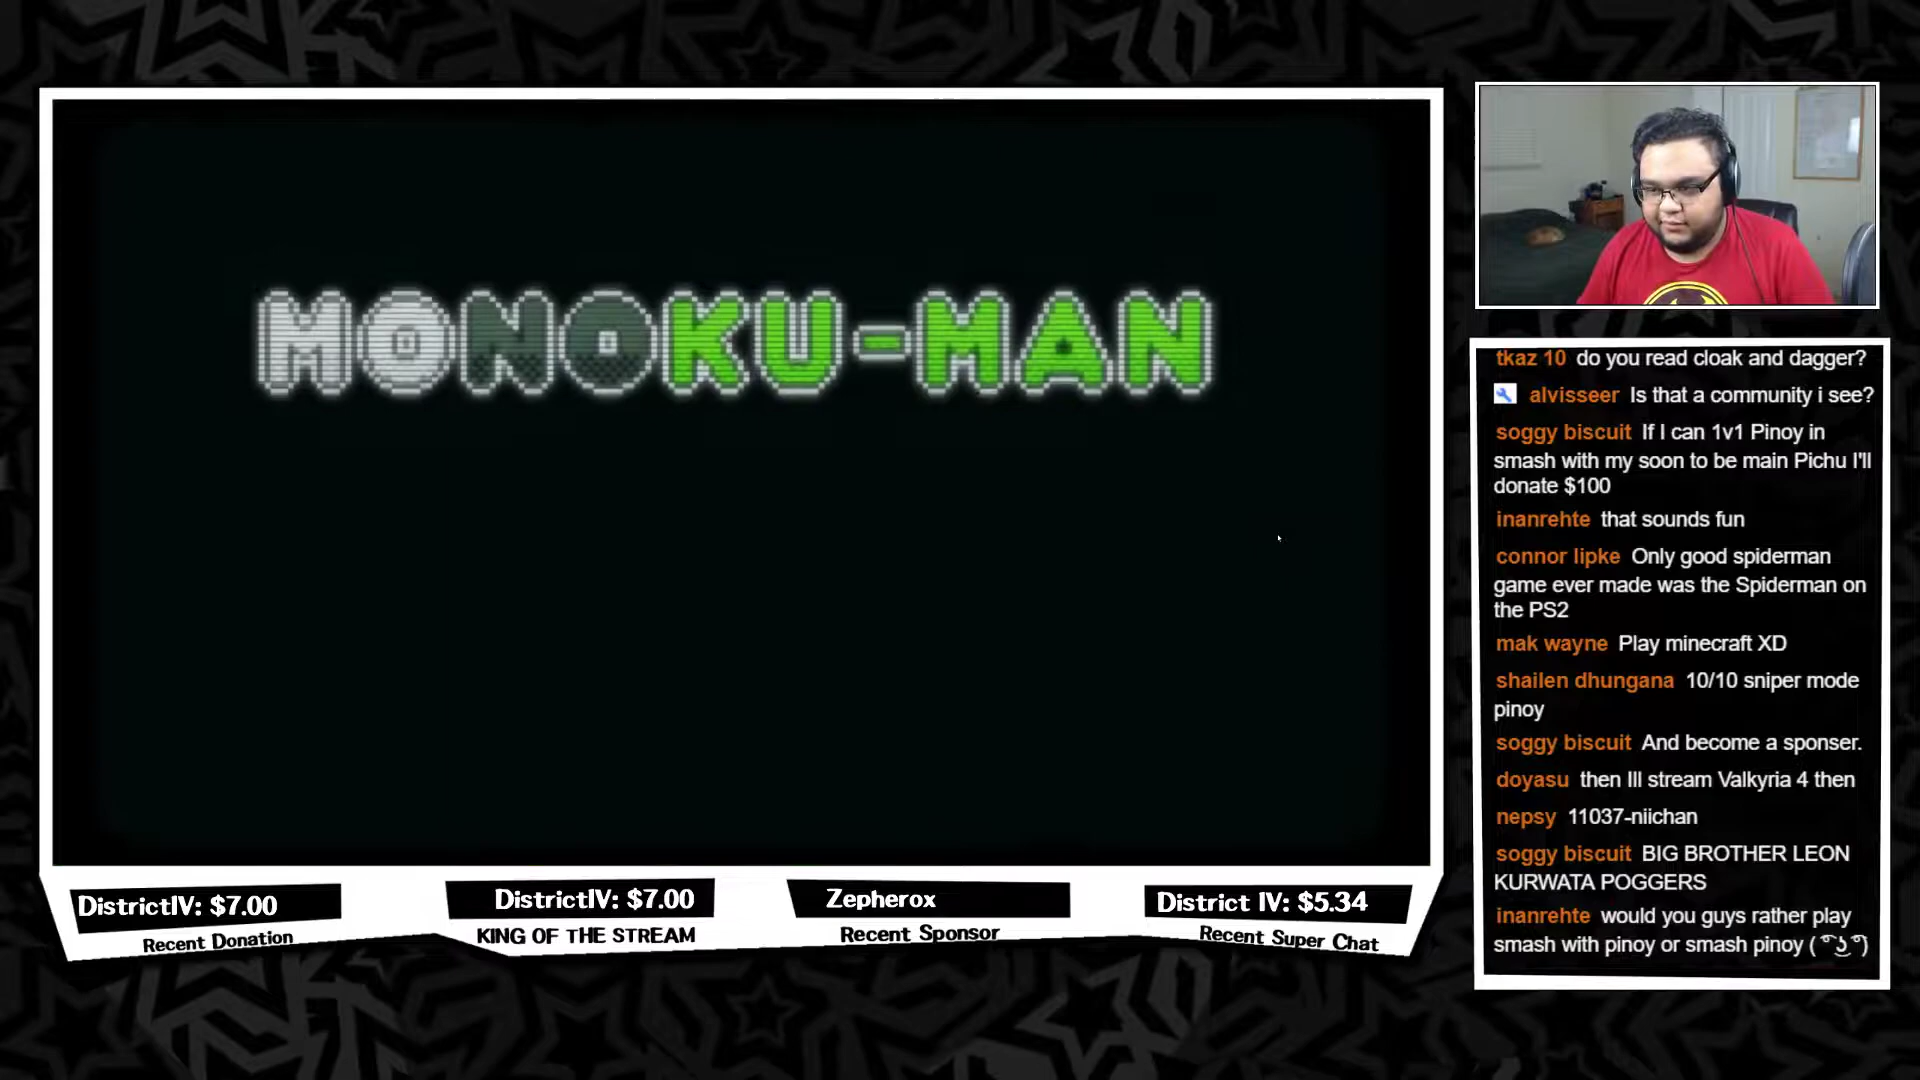 MONOKU-MAN
tkaz 10 do you read cloak and dagger?
alvisseer Is that a community i see?
soggy biscuit If I can 1v1 Pinoy in
smash with my soon to be main Pichu I'll
donate $100
inanrehte that sounds fun
connor lipke Only good spiderman
game ever made was the Spiderman on
the PS2
mak wayne Play minecraft XD
shailen dhungana 10/10 sniper mode
pinoy
soggy biscuit And become a sponser.
doyasu then Ill stream Valkyria 4 then
nepsy 11037-niichan
soggy biscuit BIG BROTHER LEON
KURWATA POGGERS
inanrehte would you guys rather play
smash with pinoy or smash pinoy ( ͡° ͜ʖ ͡°)
DistrictIV: $7.00
Recent Donation
DistrictIV: $7.00
KING OF THE STREAM
Zepherox
Recent Sponsor
District IV: $5.34
Recent Super Chat